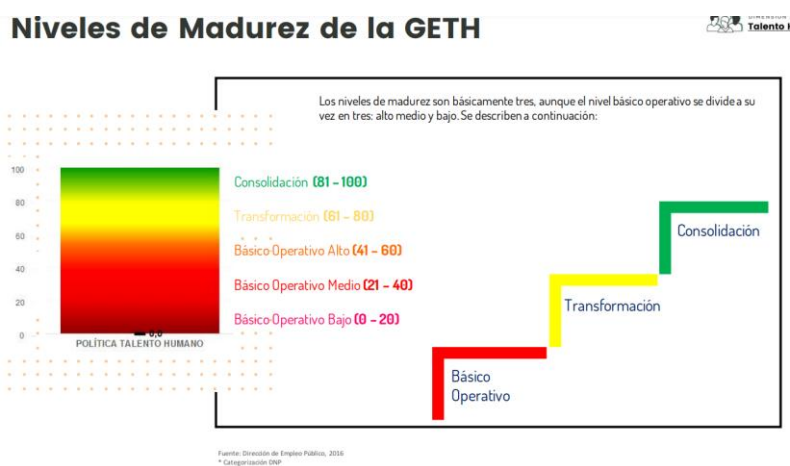 Niveles de Madurez de la GETH
Talento H
Los niveles de madurez son básicamente tres, aunque el nivel básico operativo se divide a su
vez en tres: alto medio y bajo. Se describen a continuación:
100
80
60
40
20
0
0,0
POLÍTICA TALENTO HUMANO
Consolidación (81 – 100)
Transformación (61 – 80)
Básico Operativo Alto (41 – 60)
Básico Operativo Medio (21 – 40)
Básico Operativo Bajo (0 – 20)
Consolidación
Transformación
Básico
Operativo
Fuente: Dirección de Empleo Público, 2016
* Categorización DNP